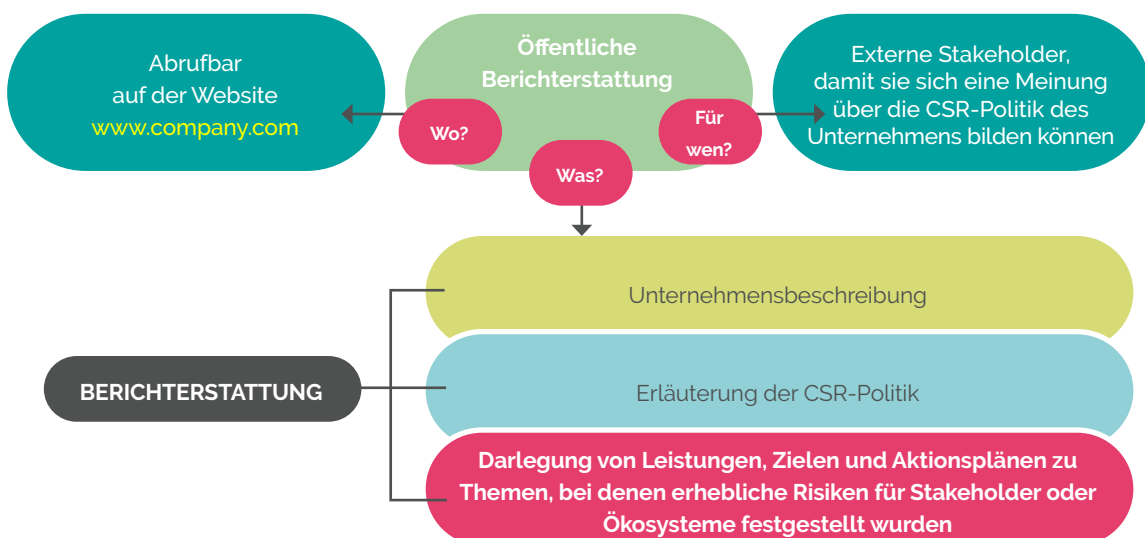 Abrufbar
auf der Website
www.company.com
Öffentliche
Berichterstattung
Externe Stakeholder,
damit sie sich eine Meinung
über die CSR-Politik des
Unternehmens bilden können
Wo?
Was?
Für
wen?
Unternehmensbeschreibung
BERICHTERSTATTUNG
Erläuterung der CSR-Politik
Darlegung von Leistungen, Zielen und Aktionsplänen zu
Themen, bei denen erhebliche Risiken für Stakeholder oder
Ökosysteme festgestellt wurden